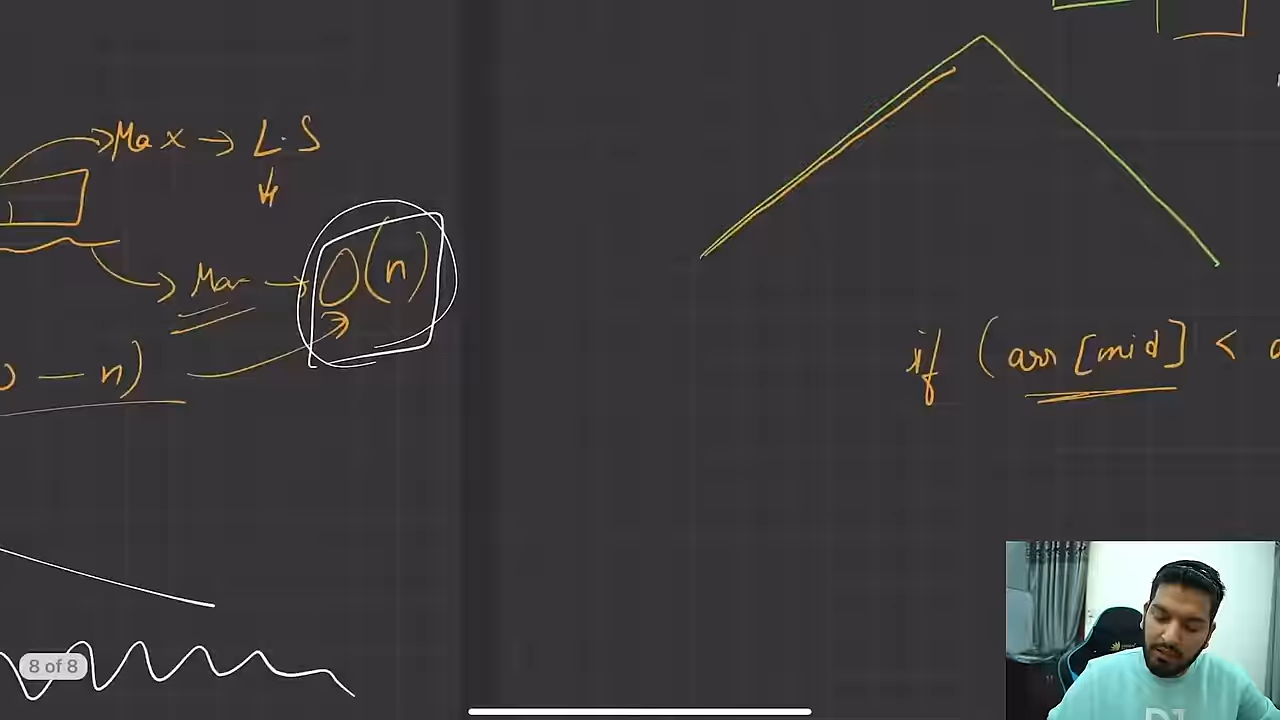 Max → L.S
Max → O(n)
— n)
if (arr[mid] <
8 of 8